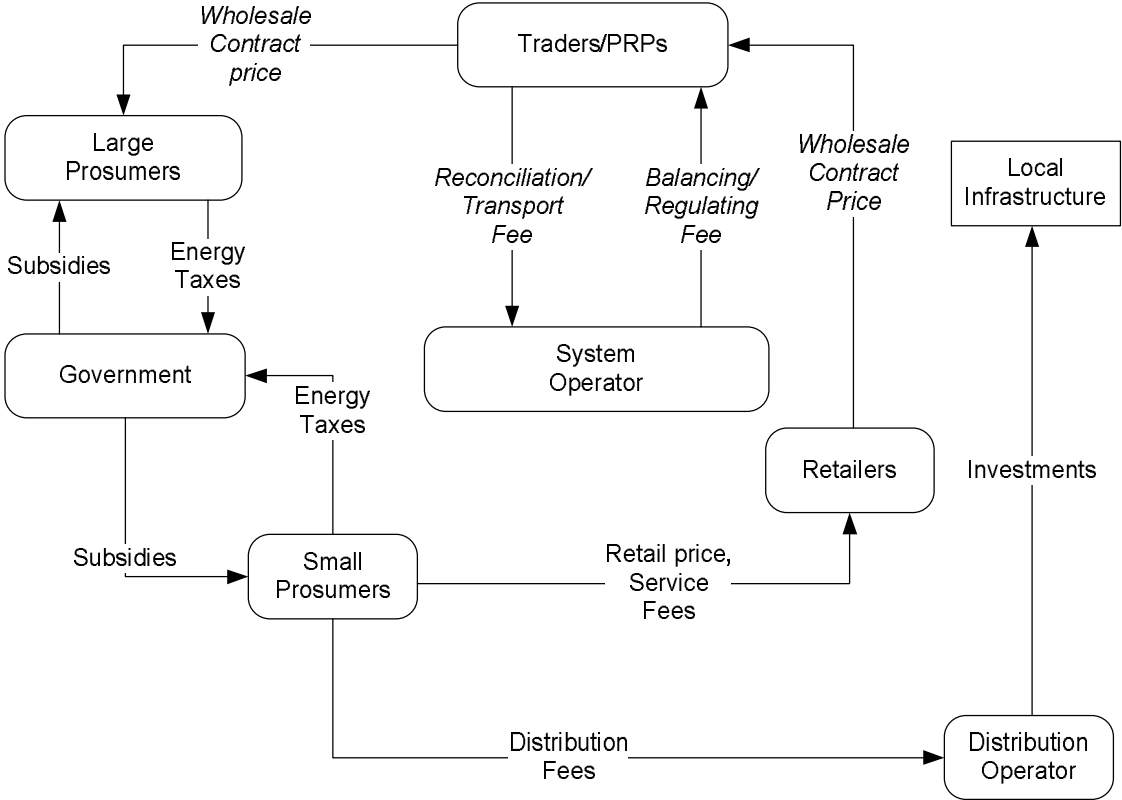 Wholesale
Contract
price
Traders/PRPs
Large
Prosumers
Reconciliation/
Transport
Fee
Balancing/
Regulating
Fee
Wholesale
Contract
Price
Local
Infrastructure
Subsidies
Energy
Taxes
Government
System
Operator
Energy
Taxes
Retailers
Investments
Subsidies
Small
Prosumers
Retail price,
Service
Fees
Distribution
Fees
Distribution
Operator